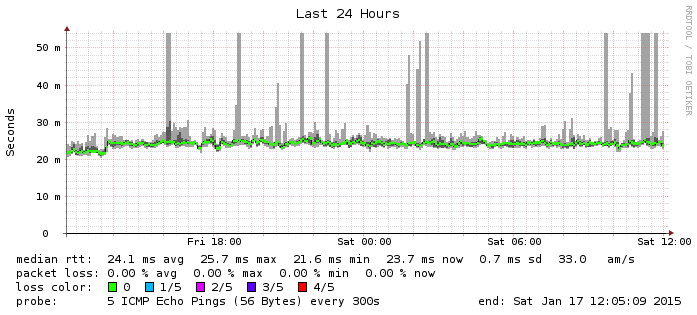 Last 24 Hours
RRDTOOL / TOBI OETIKER
Seconds
50 m
40 m
30 m
20 m
10 m
0
Fri 18:00 Sat 00:00 Sat 06:00 Sat 12:00
median rtt: 24.1 ms avg 25.7 ms max 21.6 ms min 23.7 ms now 0.7 ms sd 33.0 am/s
packet loss: 0.00 % avg 0.00 % max 0.00 % min 0.00 % now
loss color: 0 1/5 2/5 3/5 4/5
probe: 5 ICMP Echo Pings (56 Bytes) every 300s end: Sat Jan 17 12:05:09 2015